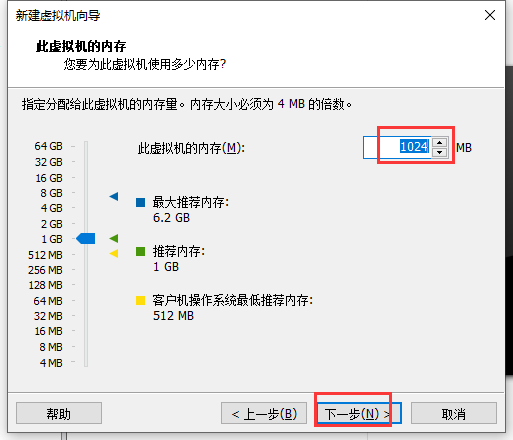 新建虚拟机向导
此虚拟机的内存
您要为此虚拟机使用多少内存?
指定分配给此虚拟机的内存量。内存大小必须为 4 MB 的倍数。
64 GB
32 GB
16 GB
8 GB
4 GB
2 GB
1 GB
512 MB
256 MB
128 MB
64 MB
32 MB
16 MB
8 MB
4 MB
此虚拟机的内存(M):
1024 MB
最大推荐内存:
6.2 GB
推荐内存:
1 GB
客户机操作系统最低推荐内存:
512 MB
帮助
< 上一步(B)
下一步(N) >
取消